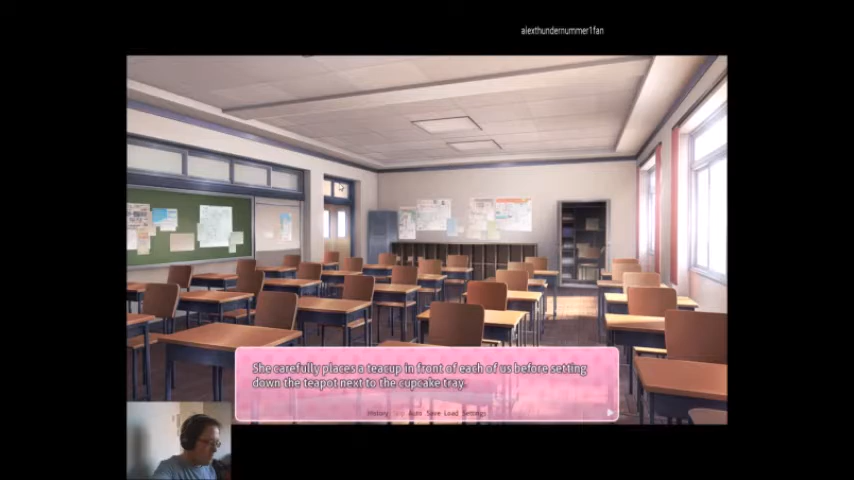 alexthundernummer1fan
She carefully places a teacup in front of each of us before setting
down the teapot next to the cupcake tray.
History Auto Save Load Settings